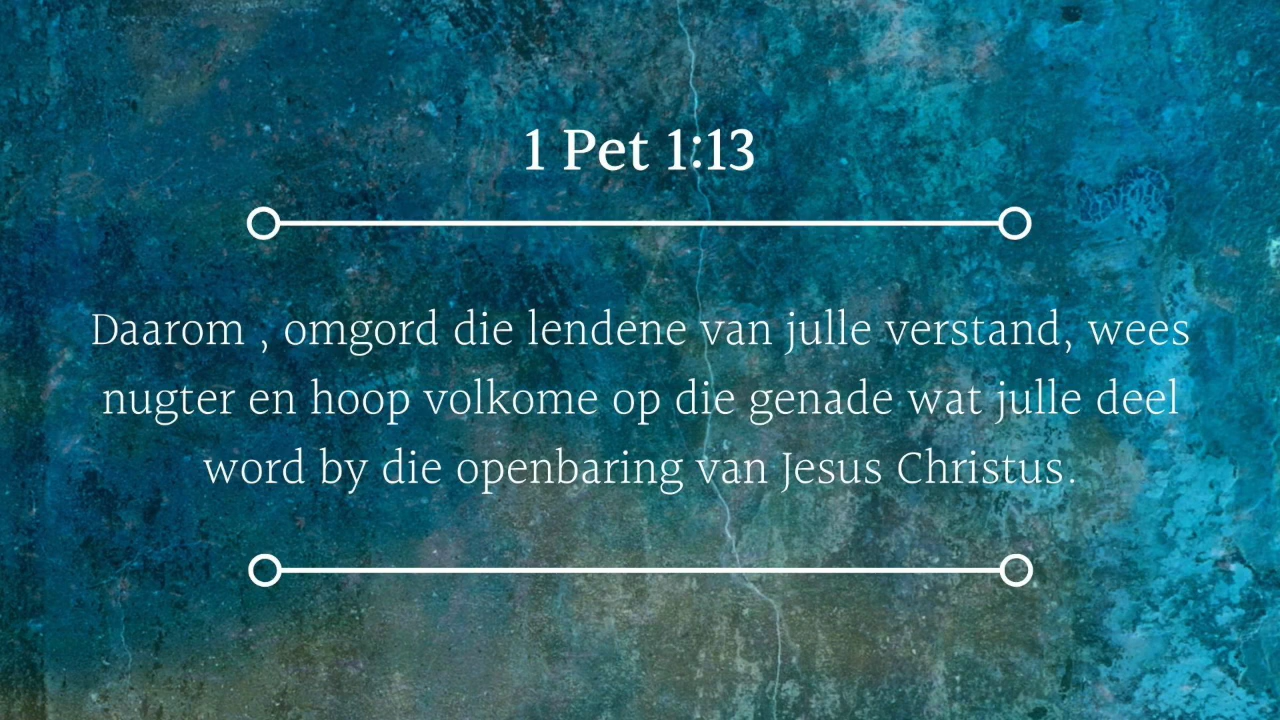 1 Pet 1:13
Daarom , omgord die lendene van julle verstand, wees
nugter en hoop volkome op die genade wat julle deel
word by die openbaring van Jesus Christus.